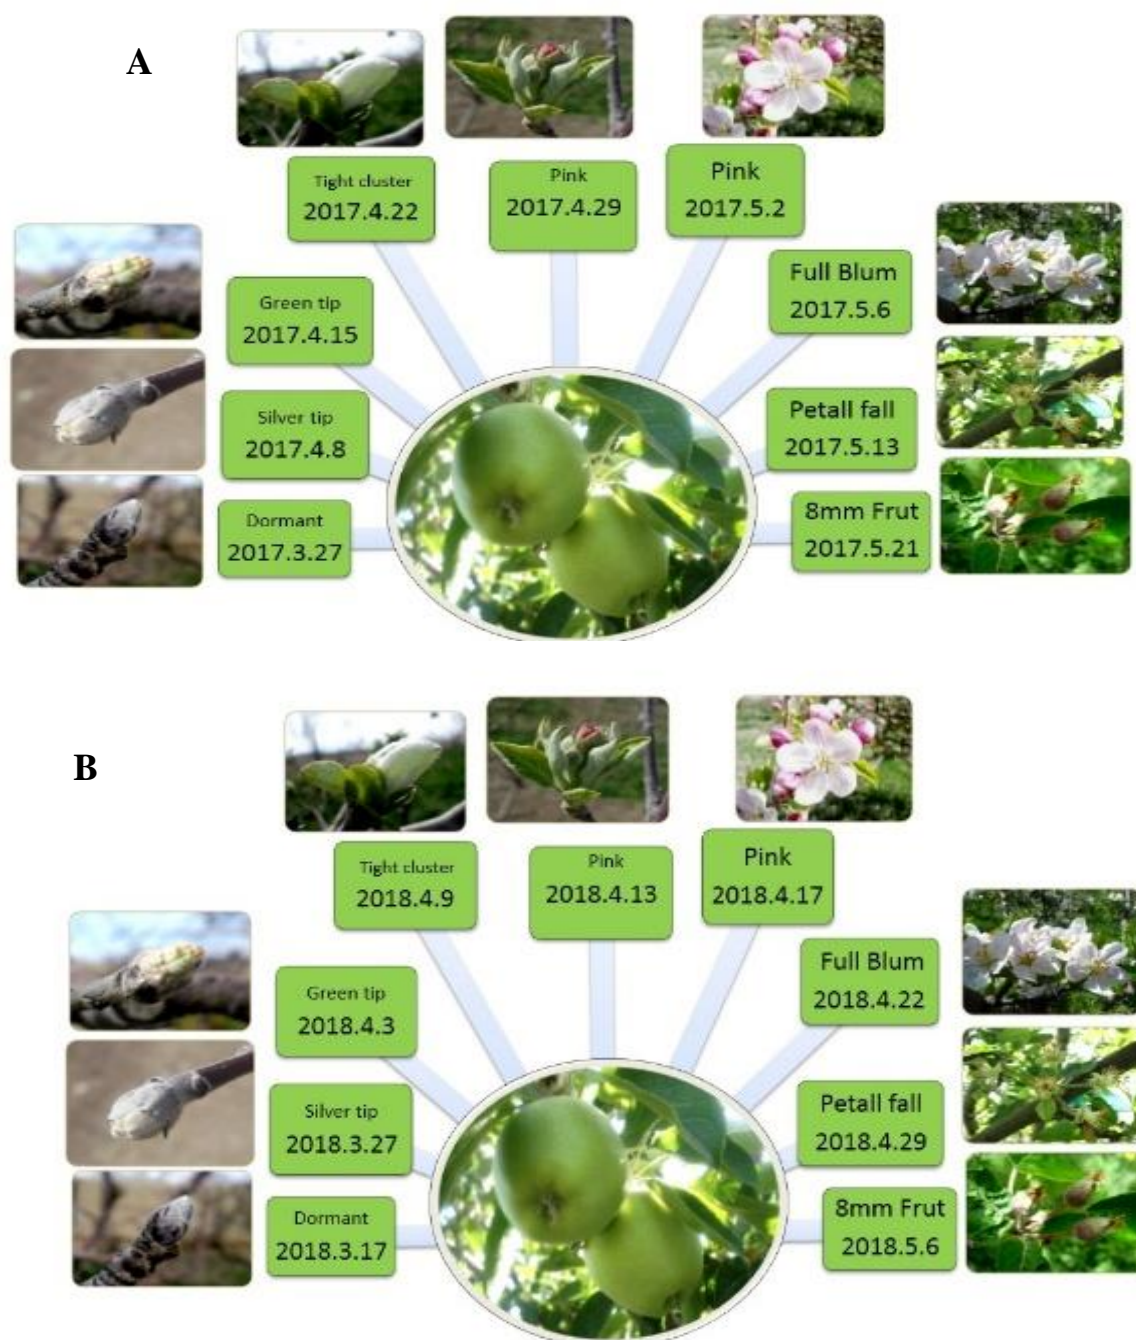 A
Tight cluster
2017.4.22
Pink
2017.4.29
Pink
2017.5.2
Green tip
2017.4.15
Full Blum
2017.5.6
Silver tip
2017.4.8
Petall fall
2017.5.13
Dormant
2017.3.27
8mm Frut
2017.5.21
B
Tight cluster
2018.4.9
Pink
2018.4.13
Pink
2018.4.17
Green tip
2018.4.3
Full Blum
2018.4.22
Silver tip
2018.3.27
Petall fall
2018.4.29
Dormant
2018.3.17
8mm Frut
2018.5.6